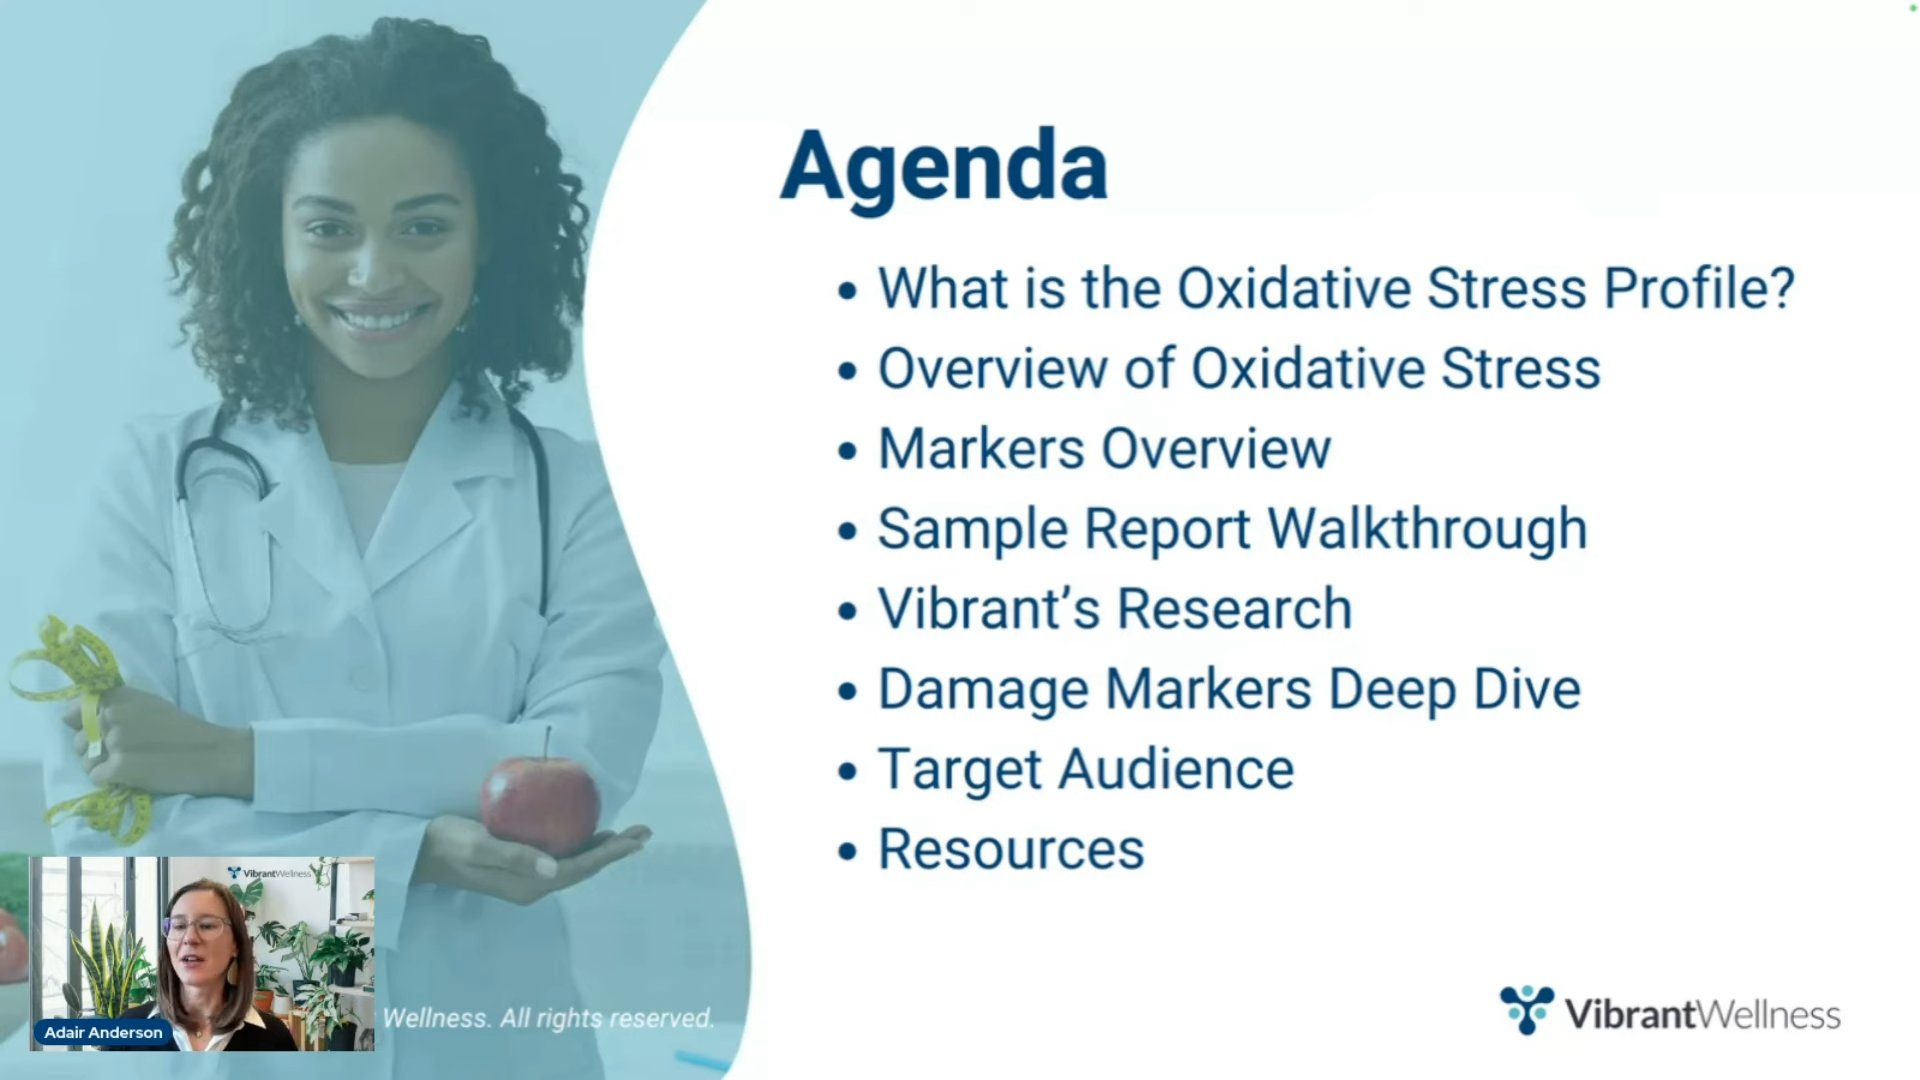 Agenda
• What is the Oxidative Stress Profile?
• Overview of Oxidative Stress
• Markers Overview
• Sample Report Walkthrough
• Vibrant’s Research
• Damage Markers Deep Dive
• Target Audience
• Resources
VibrantWellness
Adair Anderson
Wellness. All rights reserved.
VibrantWellness